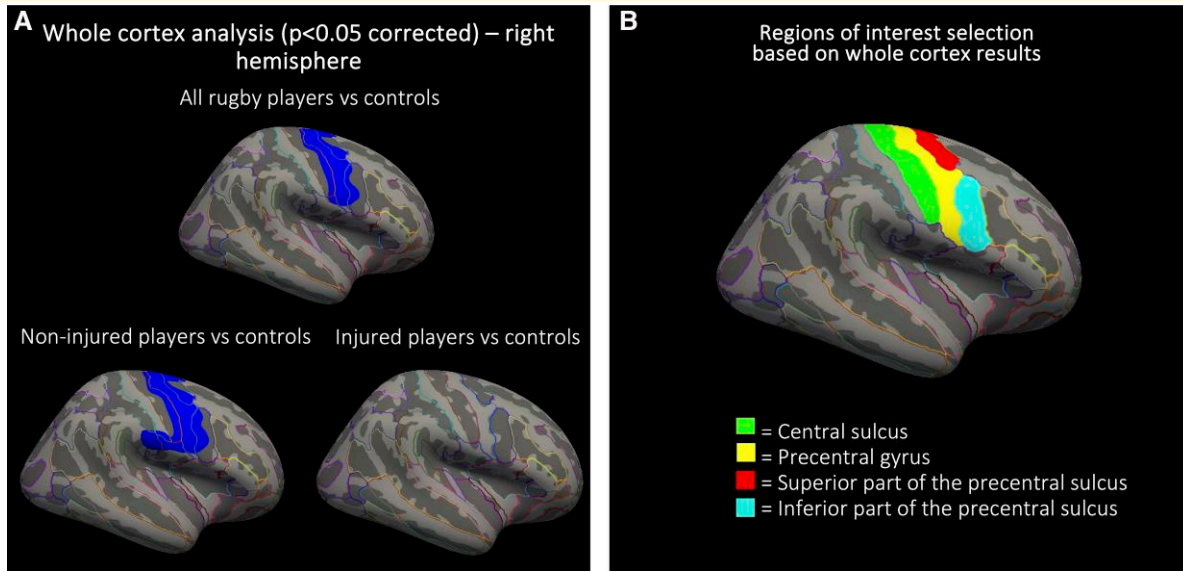 A
Whole cortex analysis (p<0.05 corrected) – right
hemisphere
All rugby players vs controls
Non-injured players vs controls
Injured players vs controls
B
Regions of interest selection
based on whole cortex results
= Central sulcus
= Precentral gyrus
= Superior part of the precentral sulcus
= Inferior part of the precentral sulcus